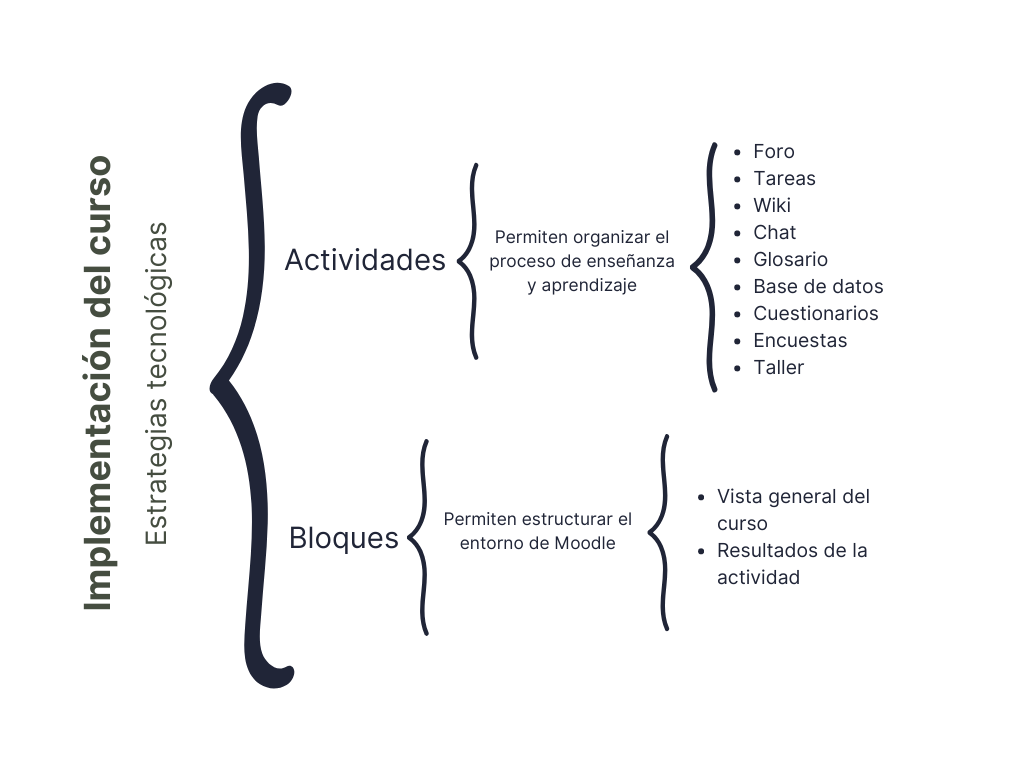 Implementación del curso
Estrategias tecnológicas
Actividades
Permiten organizar el
proceso de enseñanza
y aprendizaje
• Foro
• Tareas
• Wiki
• Chat
• Glosario
• Base de datos
• Cuestionarios
• Encuestas
• Taller
Bloques
Permiten estructurar el
entorno de Moodle
• Vista general del
curso
• Resultados de la
actividad